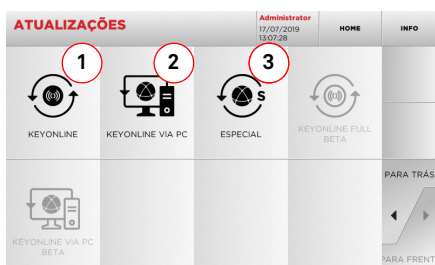 ATUALIZAÇÕES
Administrator
17/07/2019
13:07:28
HOME
INFO
1
2
3
S
KEYONLINE
KEYONLINE VIA PC
ESPECIAL
KEYONLINE FULL
BETA
PARA TRÁS
KEYONLINE VIA PC
BETA
PARA FRENT